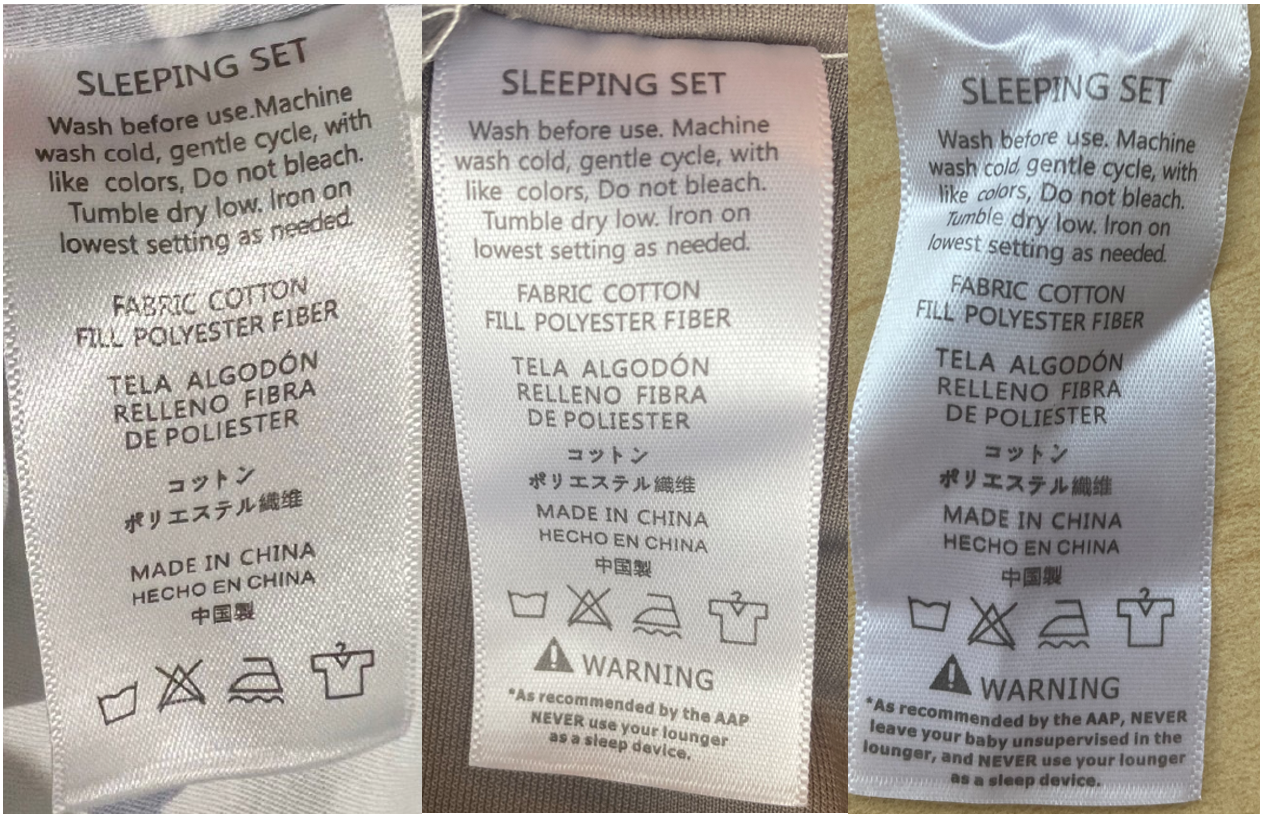 SLEEPING SET
Wash before use.Machine
wash cold, gentle cycle, with
like colors, Do not bleach.
Tumble dry low. Iron on
lowest setting as needed.
FABRIC COTTON
FILL POLYESTER FIBER
TELA ALGODÓN
RELLENO FIBRA
DE POLIESTER
コットン
ポリエステル繊维
MADE IN CHINA
HECHO EN CHINA
中国製
SLEEPING SET
Wash before use. Machine
wash cold, gentle cycle, with
like colors, Do not bleach.
Tumble dry low. Iron on
lowest setting as needed.
FABRIC COTTON
FILL POLYESTER FIBER
TELA ALGODÓN
RELLENO FIBRA
DE POLIESTER
コットン
ポリエステル繊维
MADE IN CHINA
HECHO EN CHINA
中国製
WARNING
*As recommended by the AAP
NEVER use your lounger
as a sleep device.
SLEEPING SET
Wash before use. Machine
wash cold, gentle cycle, with
like colors, Do not bleach.
Tumble dry low. Iron on
lowest setting as needed.
FABRIC COTTON
FILL POLYESTER FIBER
TELA ALGODÓN
RELLENO FIBRA
DE POLIESTER
コットン
ポリエステル繊维
MADE IN CHINA
HECHO EN CHINA
中国製
WARNING
*As recommended by the AAP, NEVER
leave your baby unsupervised in the
lounger, and NEVER use your lounger
as a sleep device.